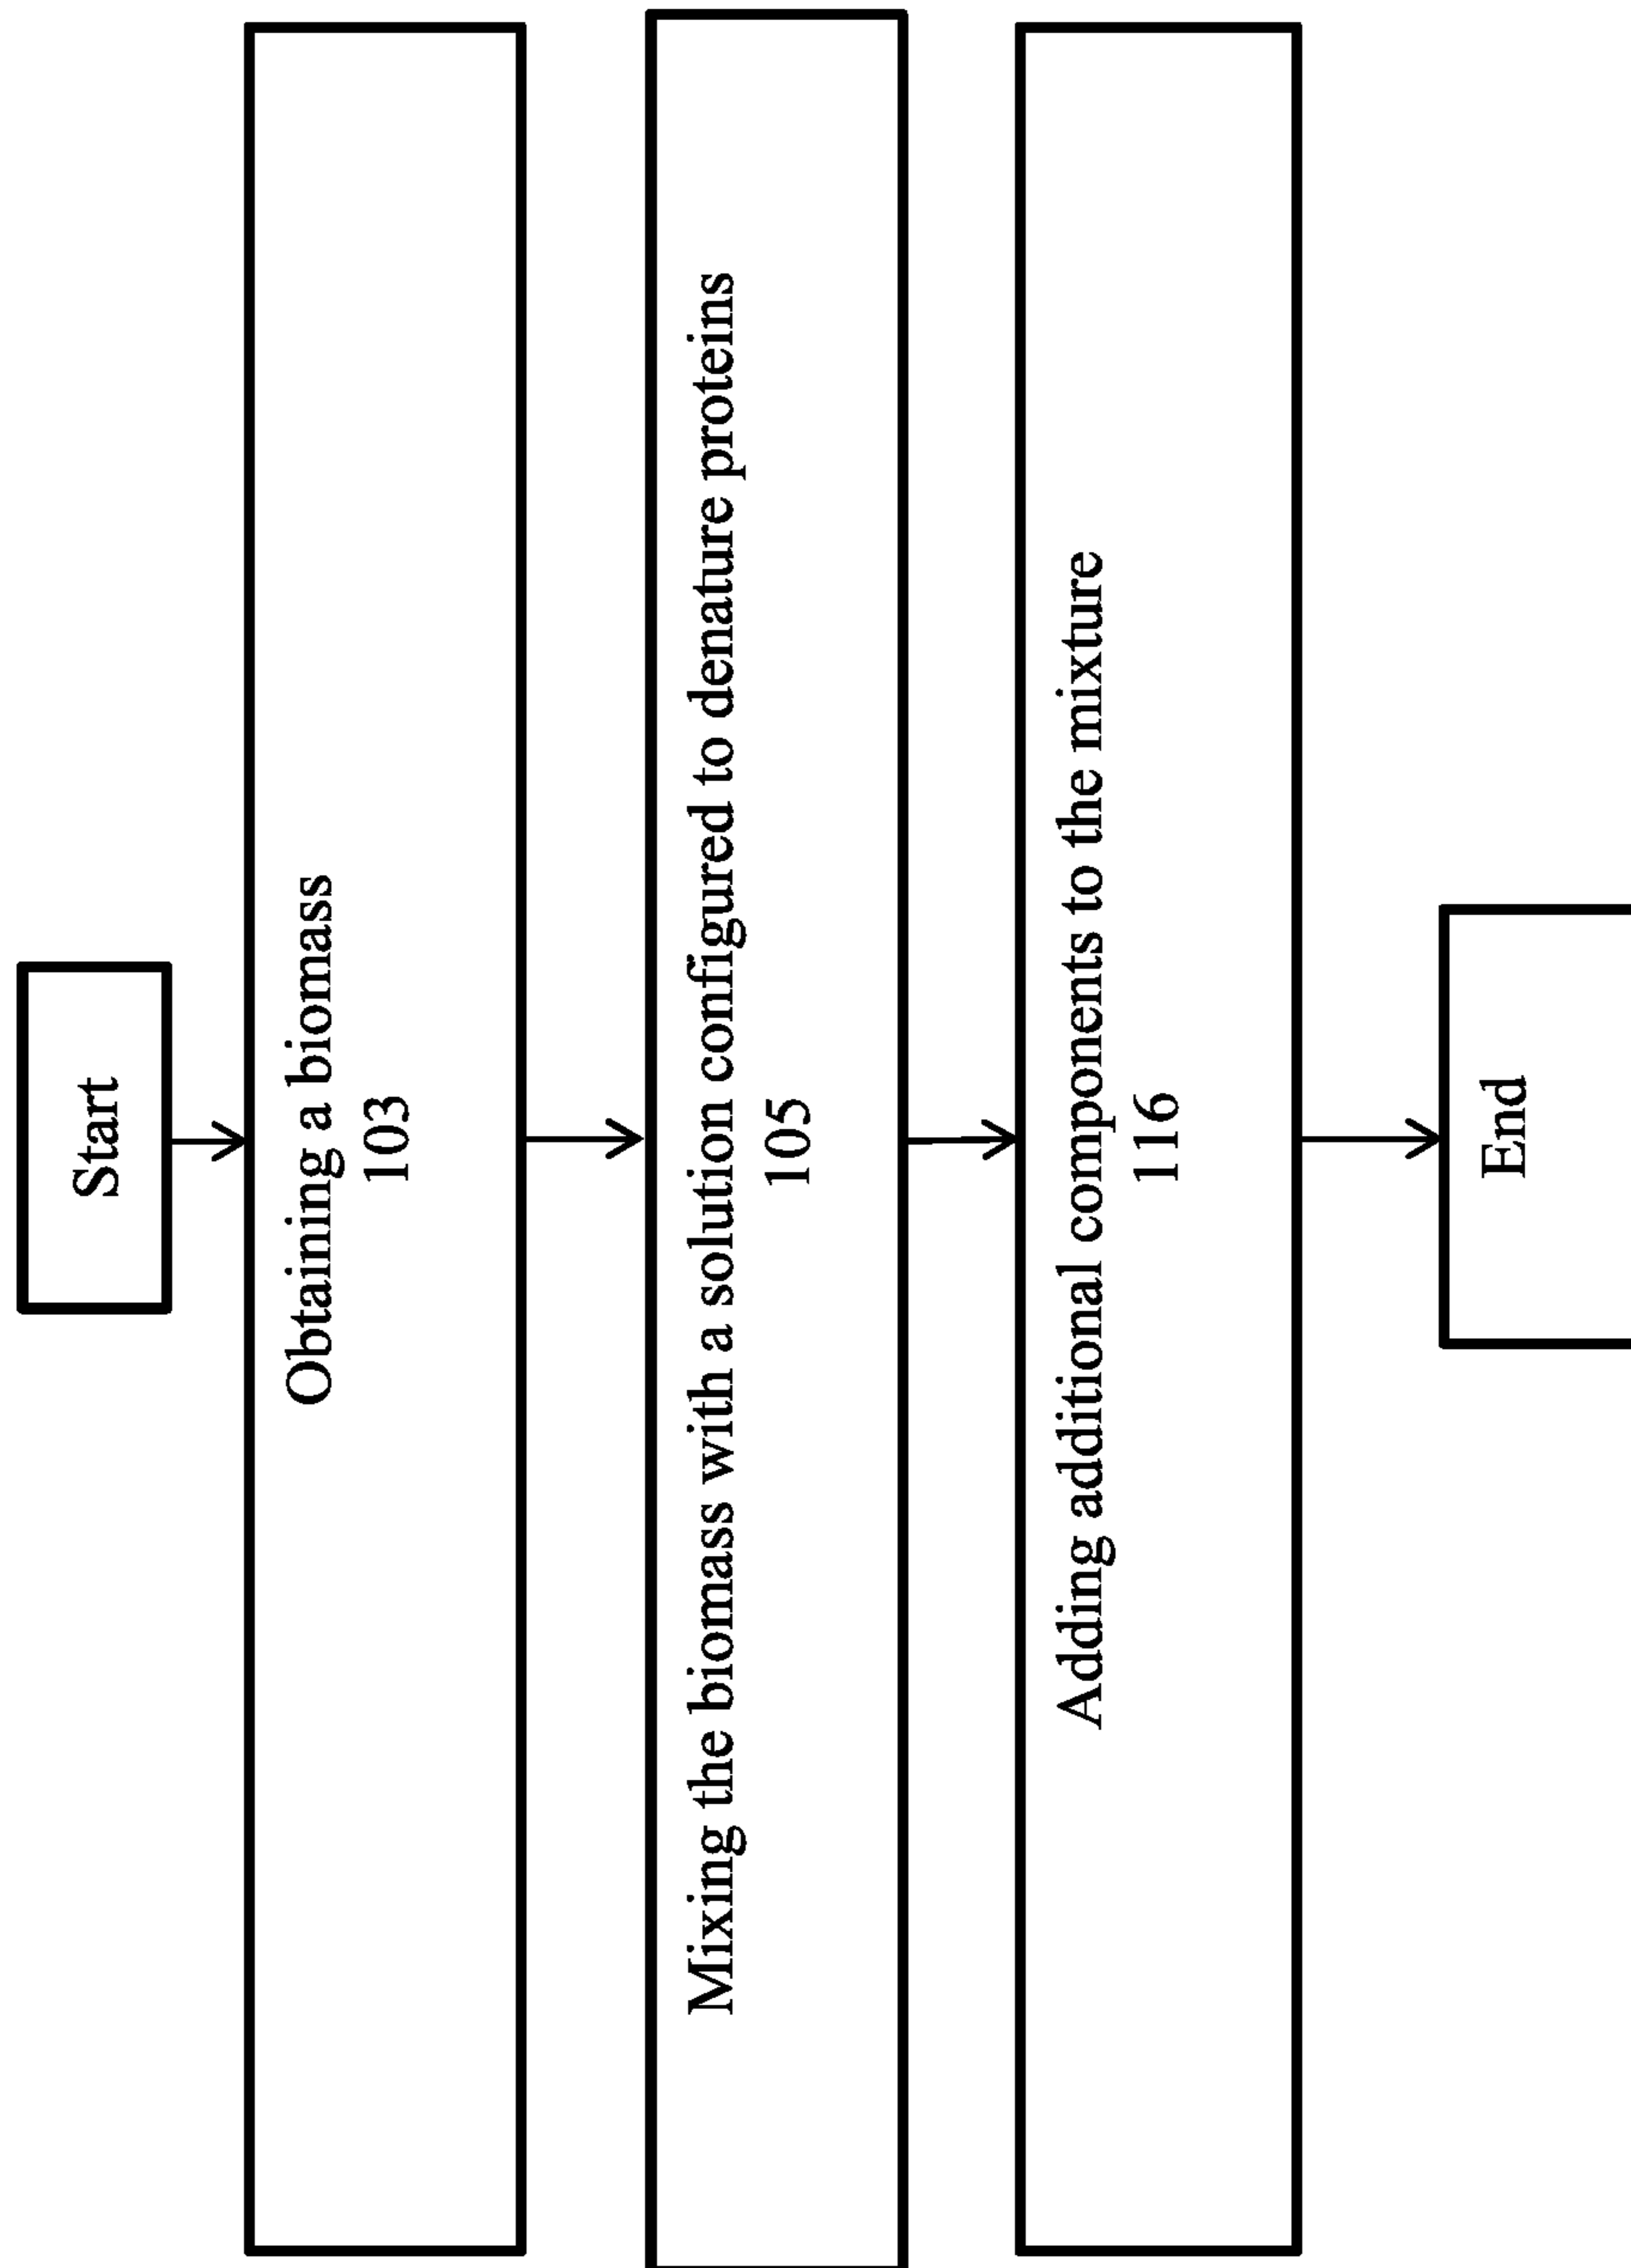 Start
Obtaining a biomass
103
Mixing the biomass with a solution configured to denature proteins
105
Adding additional components to the mixture
116
End